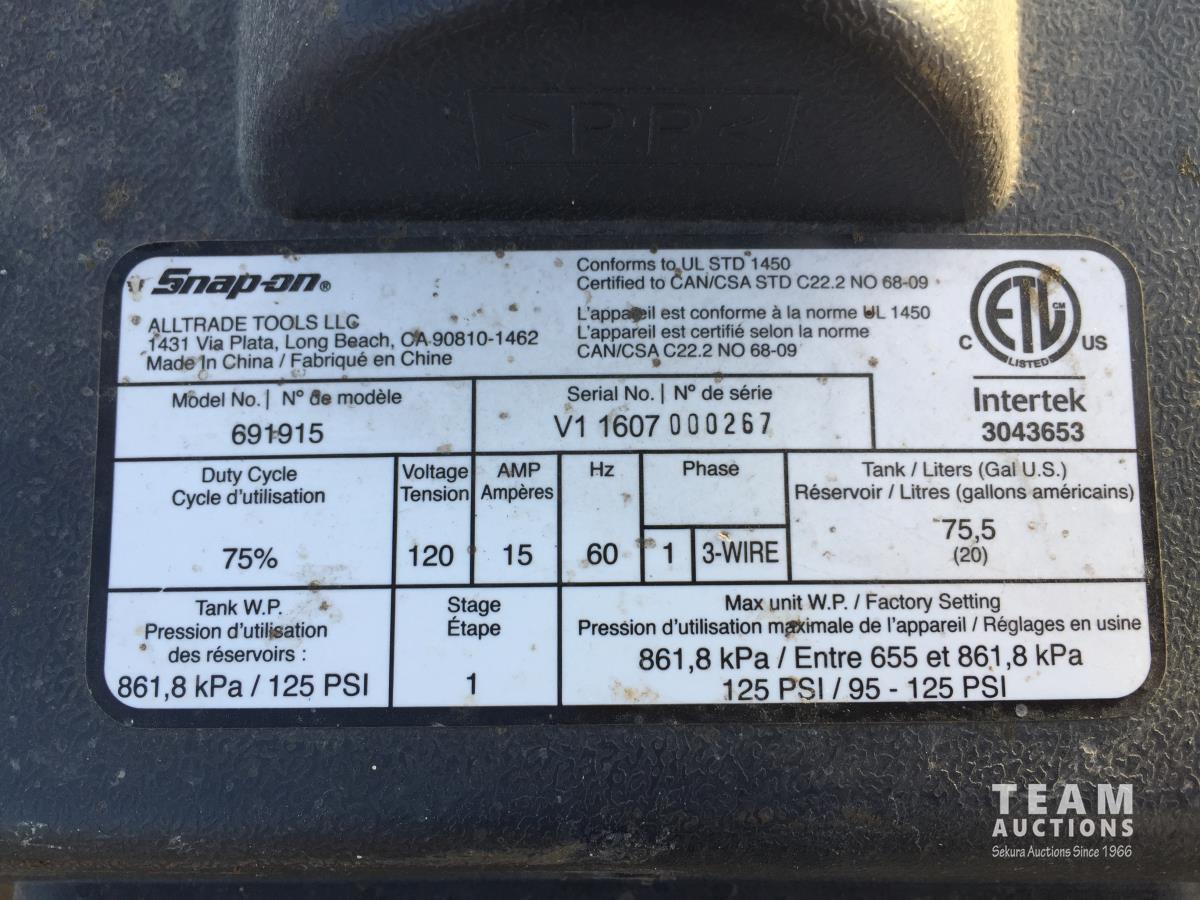 >PP<
Snap-on®
ALLTRADE TOOLS LLC
1431 Via Plata, Long Beach, CA 90810-1462
Made In China / Fabriqué en Chine
Conforms to UL STD 1450
Certified to CAN/CSA STD C22.2 NO 68-09
L'appareil est conforme à la norme UL 1450
L'appareil est certifié selon la norme
CAN/CSA C22.2 NO 68-09
ETL CM
LISTED
C US
Intertek
3043653
Model No. | N° de modèle
691915
Serial No. | N° de série
V1 1607 000267
Duty Cycle
Cycle d'utilisation
75%
Voltage
Tension
120
AMP
Ampères
15
Hz
60
Phase
1 3-WIRE
Tank / Liters (Gal U.S.)
Réservoir / Litres (gallons américains)
75,5
(20)
Tank W.P.
Pression d'utilisation
des réservoirs :
861,8 kPa / 125 PSI
Stage
Étape
1
Max unit W.P. / Factory Setting
Pression d'utilisation maximale de l'appareil / Réglages en usine
861,8 kPa / Entre 655 et 861,8 kPa
125 PSI / 95 - 125 PSI
TEAM
AUCTIONS
Sekura Auctions Since 1966